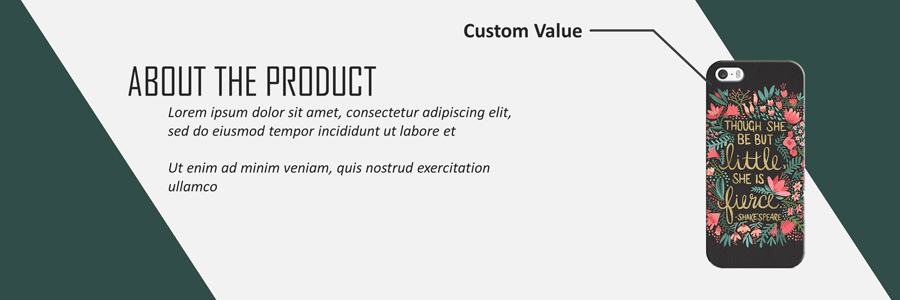 Custom Value
ABOUT THE PRODUCT
Lorem ipsum dolor sit amet, consectetur adipiscing elit,
sed do eiusmod tempor incididunt ut labore et
Ut enim ad minim veniam, quis nostrud exercitation
ullamco
THOUGH SHE
BE BUT
little,
SHE IS
fierce.
-SHAKESPEARE